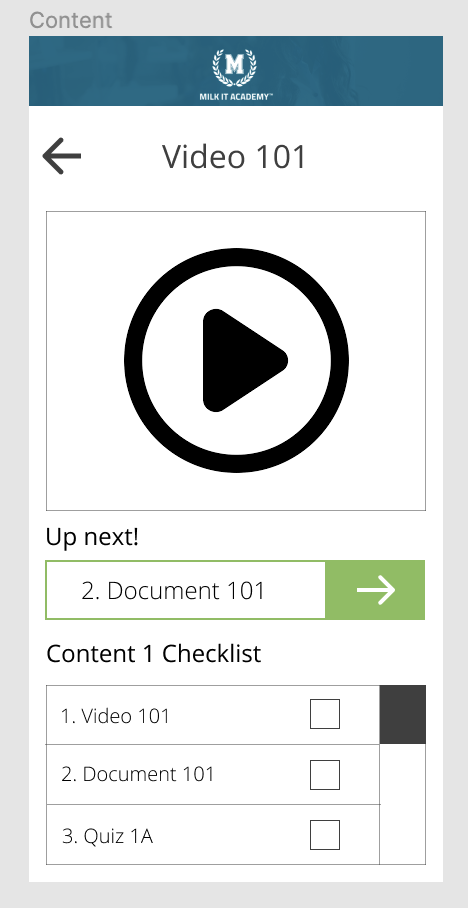 Content
M
MILK IT ACADEMY™
Video 101
Up next!
2. Document 101
Content 1 Checklist
1. Video 101
2. Document 101
3. Quiz 1A